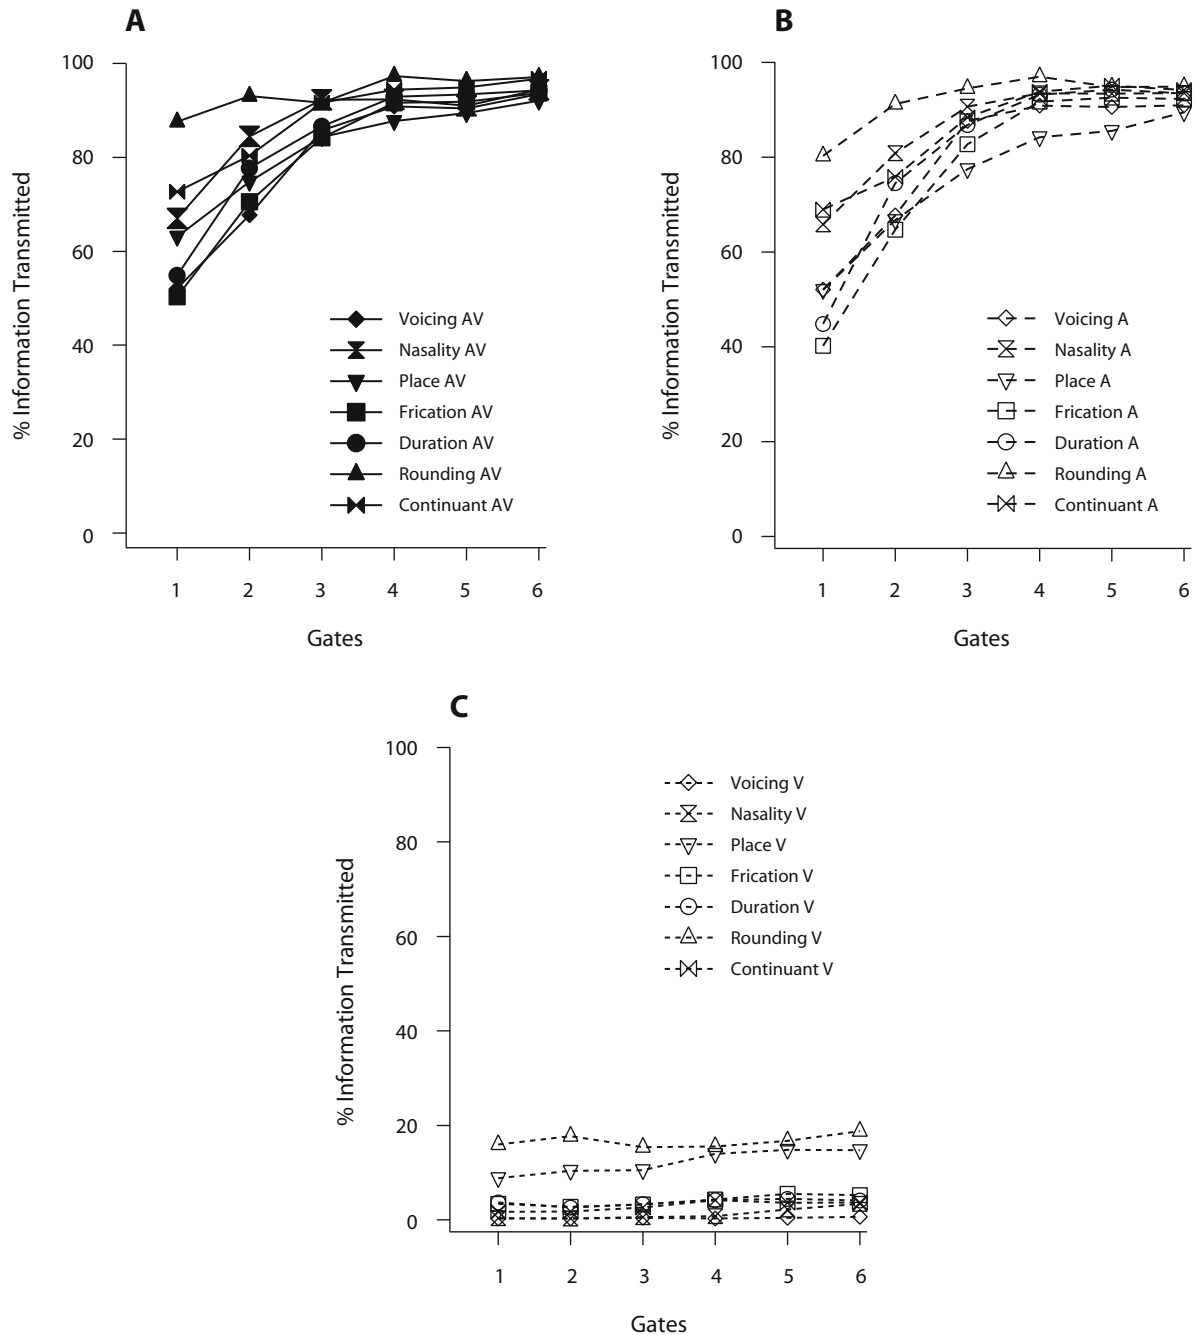 A
% Information Transmitted
100
80
60
40
20
0
Voicing AV
Nasality AV
Place AV
Frication AV
Duration AV
Rounding AV
Continuant AV
1 2 3 4 5 6
Gates
B
% Information Transmitted
100
80
60
40
20
0
Voicing A
Nasality A
Place A
Frication A
Duration A
Rounding A
Continuant A
1 2 3 4 5 6
Gates
C
% Information Transmitted
100
80
60
40
20
0
Voicing V
Nasality V
Place V
Frication V
Duration V
Rounding V
Continuant V
1 2 3 4 5 6
Gates